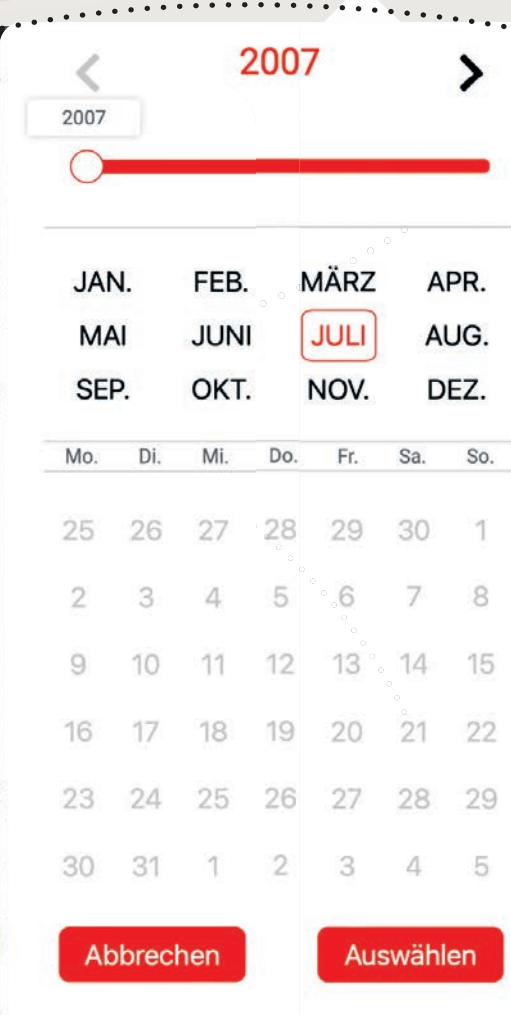 2007
2007
JAN. FEB. MÄRZ APR.
MAI JUNI JULI AUG.
SEP. OKT. NOV. DEZ.
Mo. Di. Mi. Do. Fr. Sa. So.
25 26 27 28 29 30 1
2 3 4 5 6 7 8
9 10 11 12 13 14 15
16 17 18 19 20 21 22
23 24 25 26 27 28 29
30 31 1 2 3 4 5
Abbrechen Auswählen